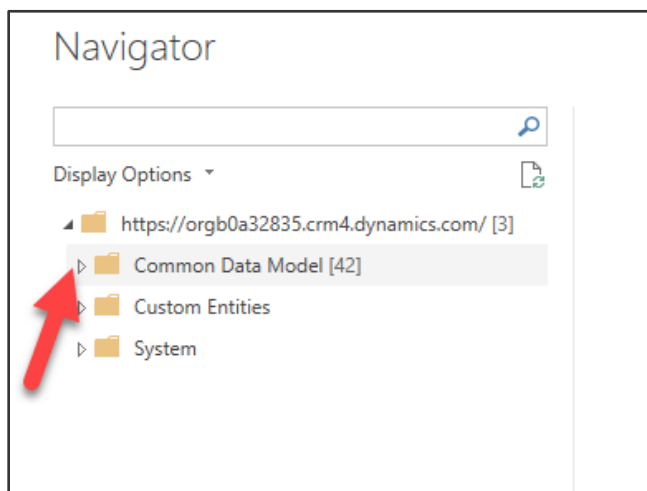 Navigator
Display Options
https://orgb0a32835.crm4.dynamics.com/ [3]
Common Data Model [42]
Custom Entities
System